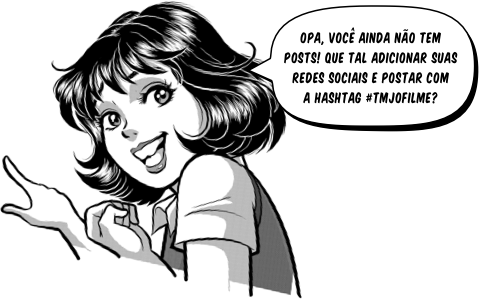 OPA, VOCÊ AINDA NÃO TEM
POSTS! QUE TAL ADICIONAR SUAS
REDES SOCIAIS E POSTAR COM
A HASHTAG #TMJOFILME?